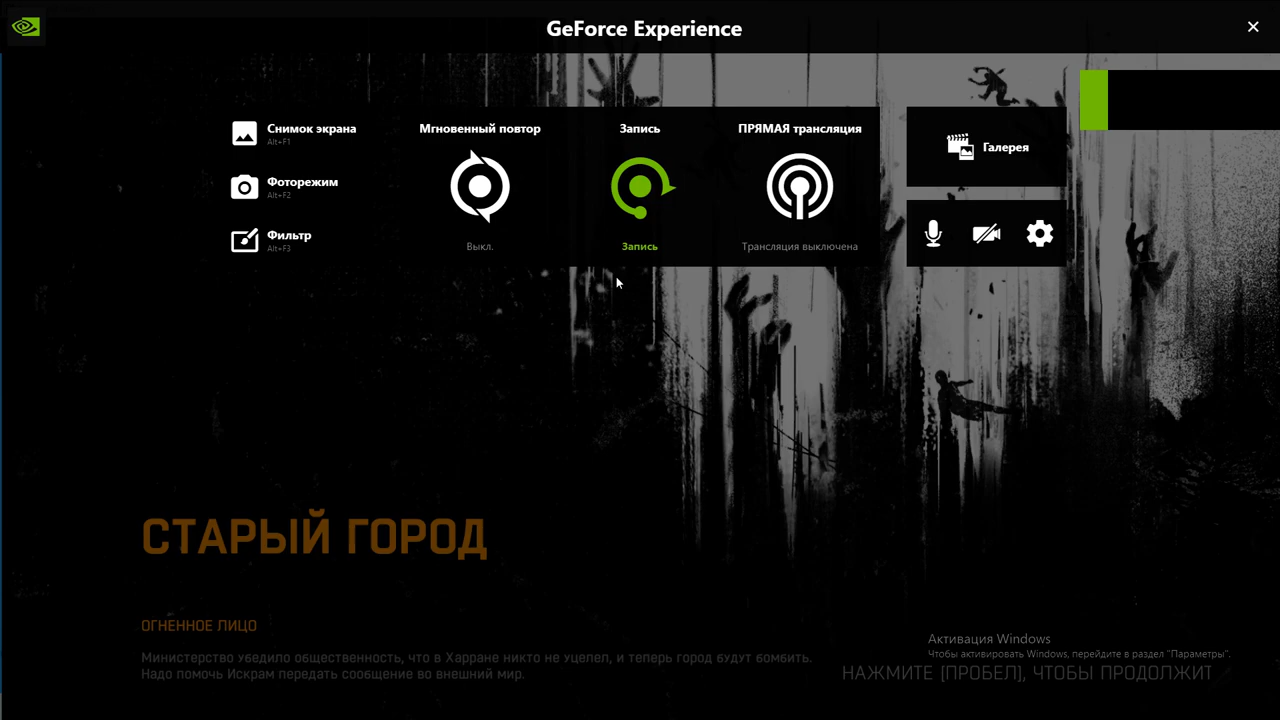 GeForce Experience
Снимок экрана
Alt+F1
Фоторежим
Alt+F2
Фильтр
Alt+F3
Мгновенный повтор
Выкл.
Запись
Запись
ПРЯМАЯ трансляция
Трансляция выключена
Галерея
СТАРЫЙ ГОРОД
ОГНЕННОЕ ЛИЦО
Министерство убедило общественность, что в Харране никто не уцелел, и теперь город будут бомбить.
Надо помочь Искрам передать сообщение во внешний мир.
Активация Windows
Чтобы активировать Windows, перейдите в раздел "Параметры".
НАЖМИТЕ [ПРОБЕЛ], ЧТОБЫ ПРОДОЛЖИТ